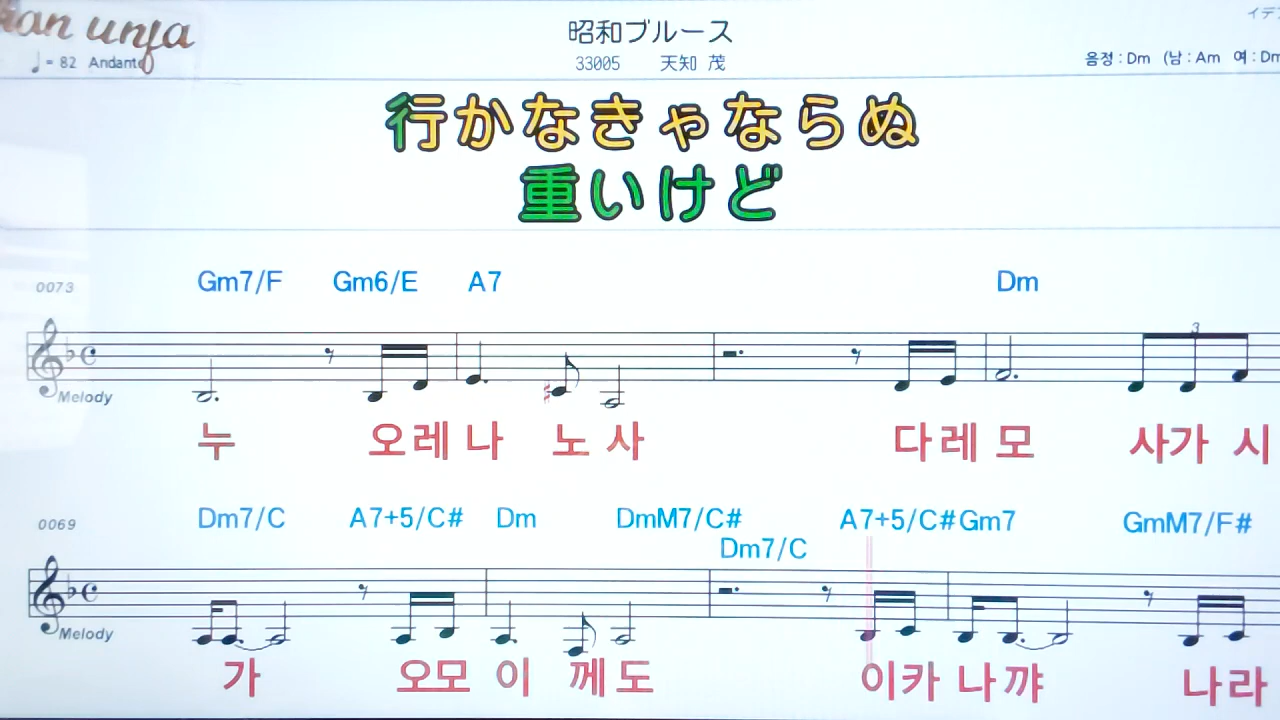 昭和ブルース
♩= 82 Andante
33005 天知 茂
음정 : Dm (남 : Am 여 : Dm
行かなきゃならぬ
重いけど
0073 Gm7/F Gm6/E A7 Dm
3
Melody
누 오레 나 노 사 다레 모 사가 시
0069 Dm7/C A7+5/C# Dm DmM7/C# Dm7/C A7+5/C# Gm7 GmM7/F#
Melody
가 오모 이 께도 이카 나꺄 나라